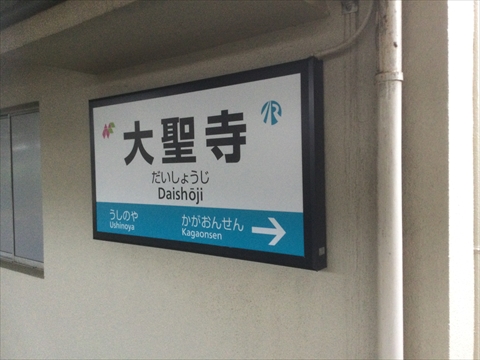 大聖寺
だいしょうじ
Daishōji
うしのや かがおんせん
Ushinoya Kagaonsen